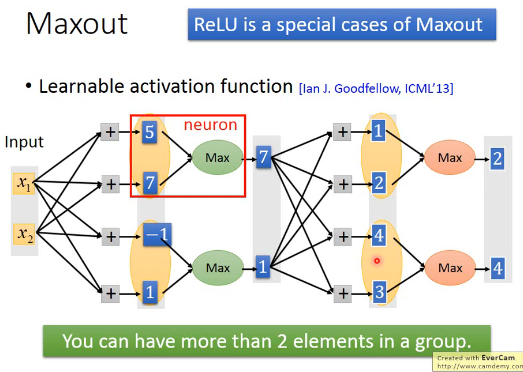 Maxout
ReLU is a special cases of Maxout
• Learnable activation function [Ian J. Goodfellow, ICML'13]
neuron
Input
+ 5 Max 7 + 1 Max 2
x₁ + 7 + 2
x₂ + −1 Max 1 + 4 Max 4
+ 1 + 3
You can have more than 2 elements in a group.
Created with EverCam
http://www.camdemy.com